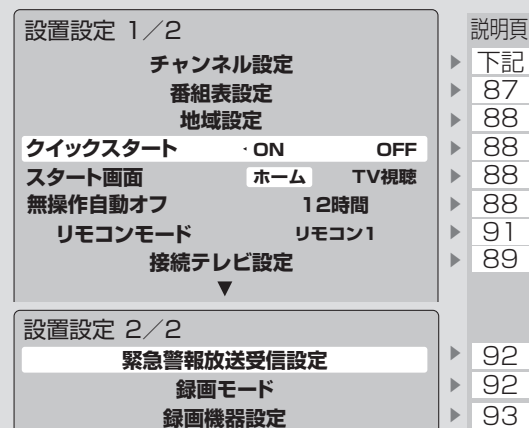 設置設定 1／2
説明頁
チャンネル設定 下記
番組表設定 87
地域設定 88
クイックスタート ON OFF 88
スタート画面 ホーム TV視聴 88
無操作自動オフ 12時間 88
リモコンモード リモコン1 91
接続テレビ設定 89
▼
設置設定 2／2
緊急警報放送受信設定 92
録画モード 92
録画機器設定 93